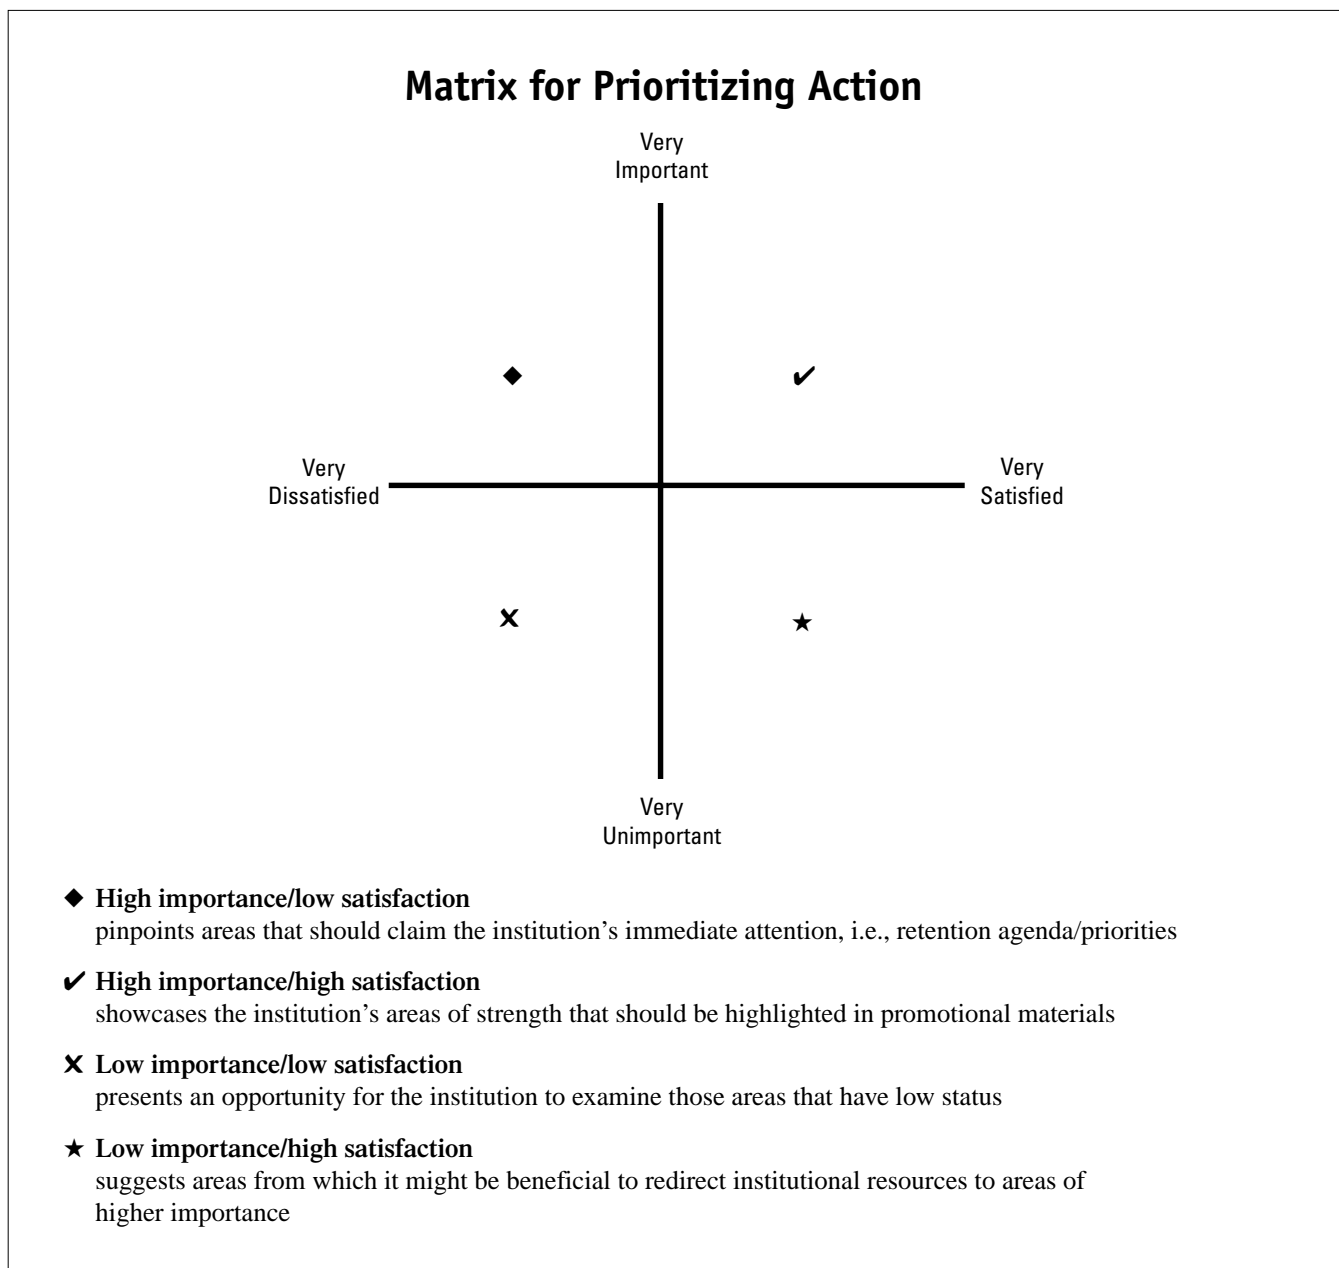 Matrix for Prioritizing Action
Very
Important
Very
Dissatisfied
Very
Satisfied
Very
Unimportant
◆ High importance/low satisfaction
pinpoints areas that should claim the institution’s immediate attention, i.e., retention agenda/priorities
✔ High importance/high satisfaction
showcases the institution’s areas of strength that should be highlighted in promotional materials
✘ Low importance/low satisfaction
presents an opportunity for the institution to examine those areas that have low status
★ Low importance/high satisfaction
suggests areas from which it might be beneficial to redirect institutional resources to areas of
higher importance